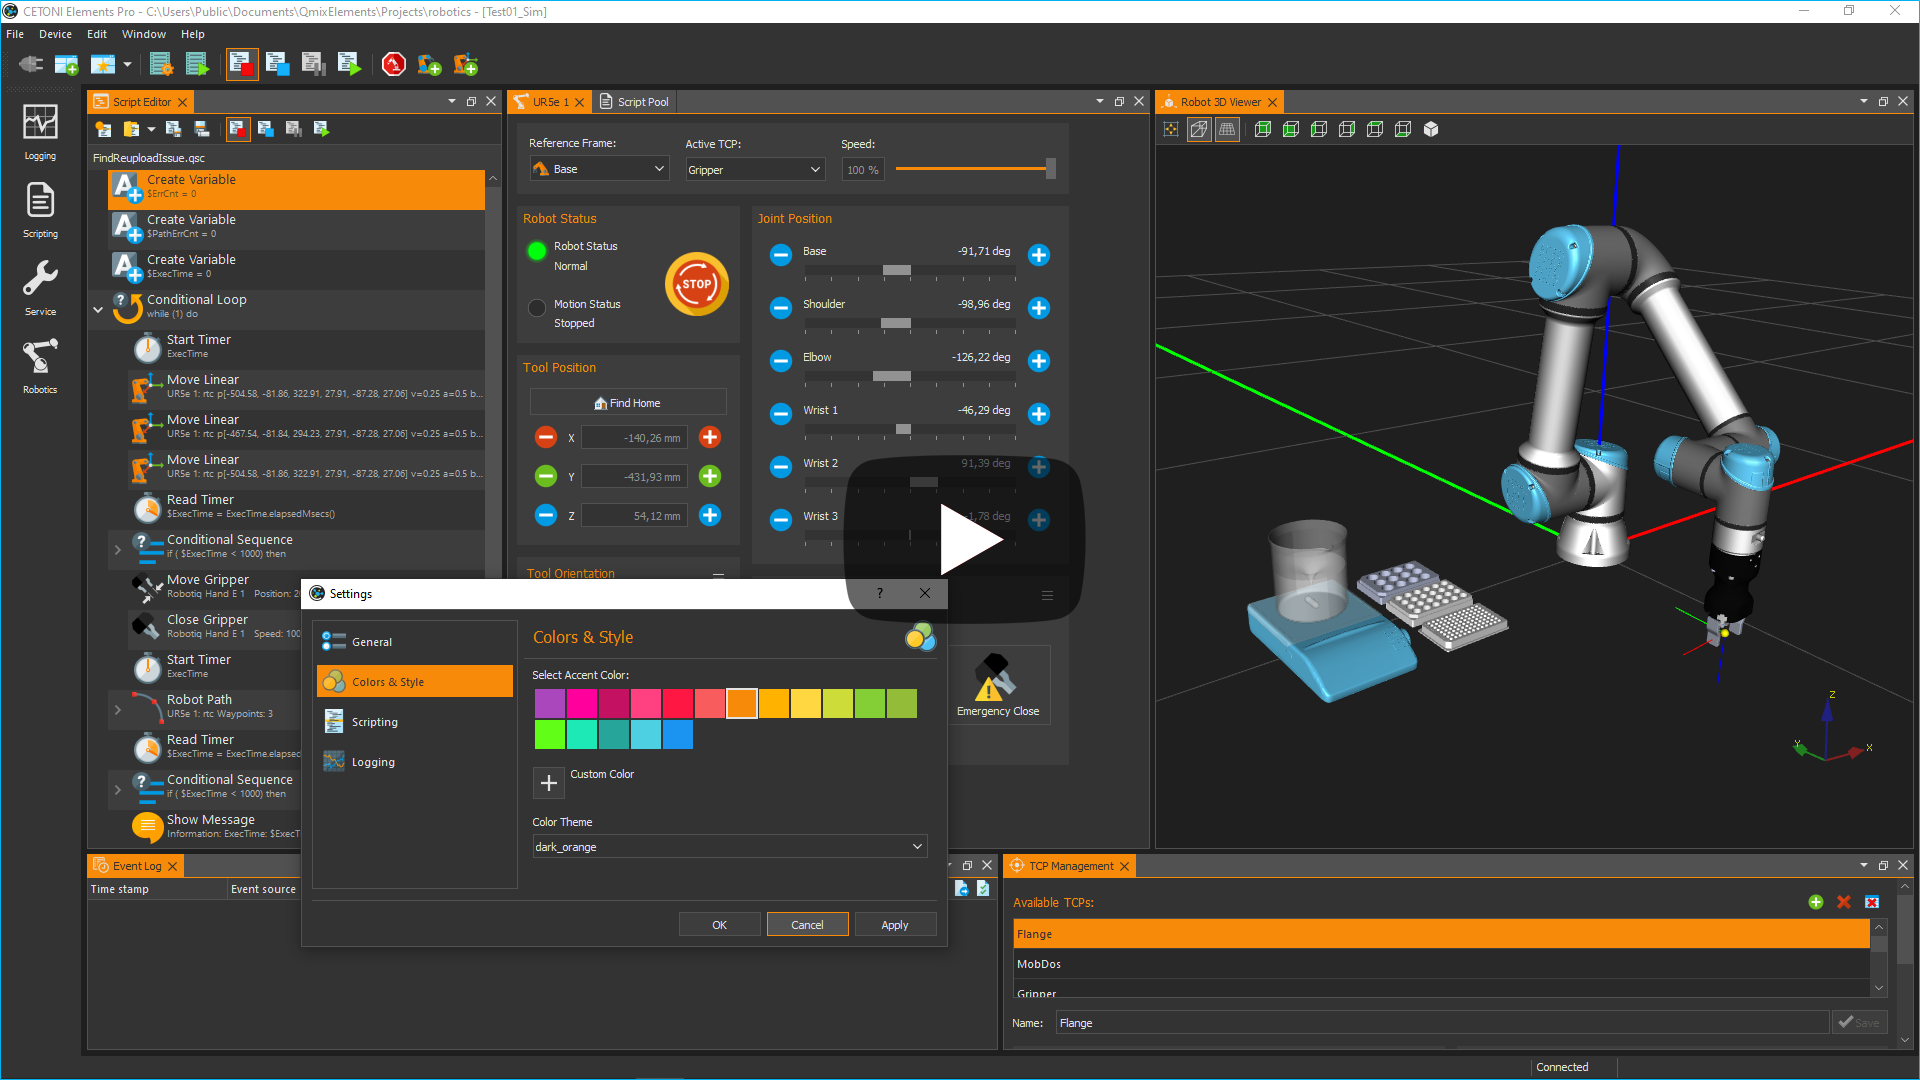 CETONI Elements Pro - C:\Users\Public\Documents\QmixElements\Projects\robotics - [Test01_Sim]
File Device Edit Window Help
Logging
Scripting
Service
Robotics
Script Editor
FindReuploadIssue.qsc
Create Variable
$ErrCnt = 0
Create Variable
$PathErrCnt = 0
Create Variable
$ExecTime = 0
Conditional Loop
while (1) do
Start Timer
ExecTime
Move Linear
UR5e 1: rtc p[-504.58, -81.86, 322.91, 27.91, -87.28, 27.06] v=0.25 a=0.5 b...
Move Linear
UR5e 1: rtc p[-467.54, -81.84, 294.23, 27.91, -87.28, 27.06] v=0.25 a=0.5 b...
Move Linear
UR5e 1: rtc p[-504.58, -81.86, 322.91, 27.91, -87.28, 27.06] v=0.25 a=0.5 b...
Read Timer
$ExecTime = ExecTime.elapsedMsecs()
Conditional Sequence
if ( $ExecTime < 1000) then
Move Gripper
Robotiq Hand E 1 Position: 2
Close Gripper
Robotiq Hand E 1 Speed: 100
Start Timer
ExecTime
Robot Path
UR5e 1: rtc Waypoints: 3
Read Timer
$ExecTime = ExecTime.elapsed
Conditional Sequence
if ( $ExecTime < 1000) then
Show Message
Information: ExecTime: $ExecT
UR5e 1
Script Pool
Reference Frame:
Base
Active TCP:
Gripper
Speed:
100 %
Robot Status
Robot Status
Normal
Motion Status
Stopped
STOP
Tool Position
Find Home
X -140,26 mm
Y -431,93 mm
Z 54,12 mm
Tool Orientation
Joint Position
Base -91,71 deg
Shoulder -98,96 deg
Elbow -126,22 deg
Wrist 1 -46,29 deg
Wrist 2 91,39 deg
Wrist 3 -1,78 deg
Emergency Close
Robot 3D Viewer
Z
Y
X
Settings
?
General
Colors & Style
Scripting
Logging
Colors & Style
Select Accent Color:
Custom Color
Color Theme
dark_orange
OK
Cancel
Apply
Event Log
Time stamp
Event source
TCP Management
Available TCPs:
Flange
MobDos
Gripper
Name: Flange
Save
Connected